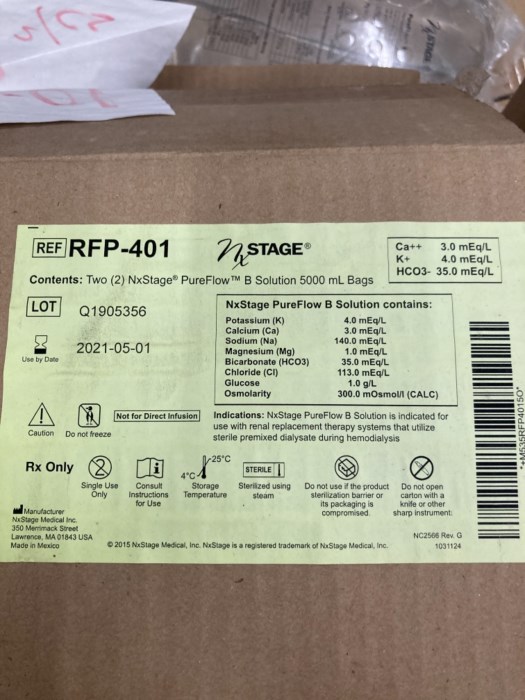 NxSTAGE
REF RFP-401
NxSTAGE®
Ca++ 3.0 mEq/L
K+ 4.0 mEq/L
HCO3- 35.0 mEq/L
Contents: Two (2) NxStage® PureFlow™ B Solution 5000 mL Bags
LOT Q1905356
Use by Date 2021-05-01
NxStage PureFlow B Solution contains:
Potassium (K) 4.0 mEq/L
Calcium (Ca) 3.0 mEq/L
Sodium (Na) 140.0 mEq/L
Magnesium (Mg) 1.0 mEq/L
Bicarbonate (HCO3) 35.0 mEq/L
Chloride (Cl) 113.0 mEq/L
Glucose 1.0 g/L
Osmolarity 300.0 mOsmol/l (CALC)
Caution
Do not freeze
Not for Direct Infusion
Indications: NxStage PureFlow B Solution is indicated for
use with renal replacement therapy systems that utilize
sterile premixed dialysate during hemodialysis
Rx Only
2
Single Use
Only
i
Consult
Instructions
for Use
4°C
25°C
Storage
Temperature
STERILE
Sterilized using
steam
Do not use if the product
sterilization barrier or
its packaging is
compromised.
Do not open
carton with a
knife or other
sharp instrument.
Manufacturer
NxStage Medical Inc.
350 Merrimack Street
Lawrence, MA 01843 USA
Made in Mexico
© 2015 NxStage Medical, Inc. NxStage is a registered trademark of NxStage Medical, Inc.
NC2566 Rev. G
1031124
*+M535RFP4015O*